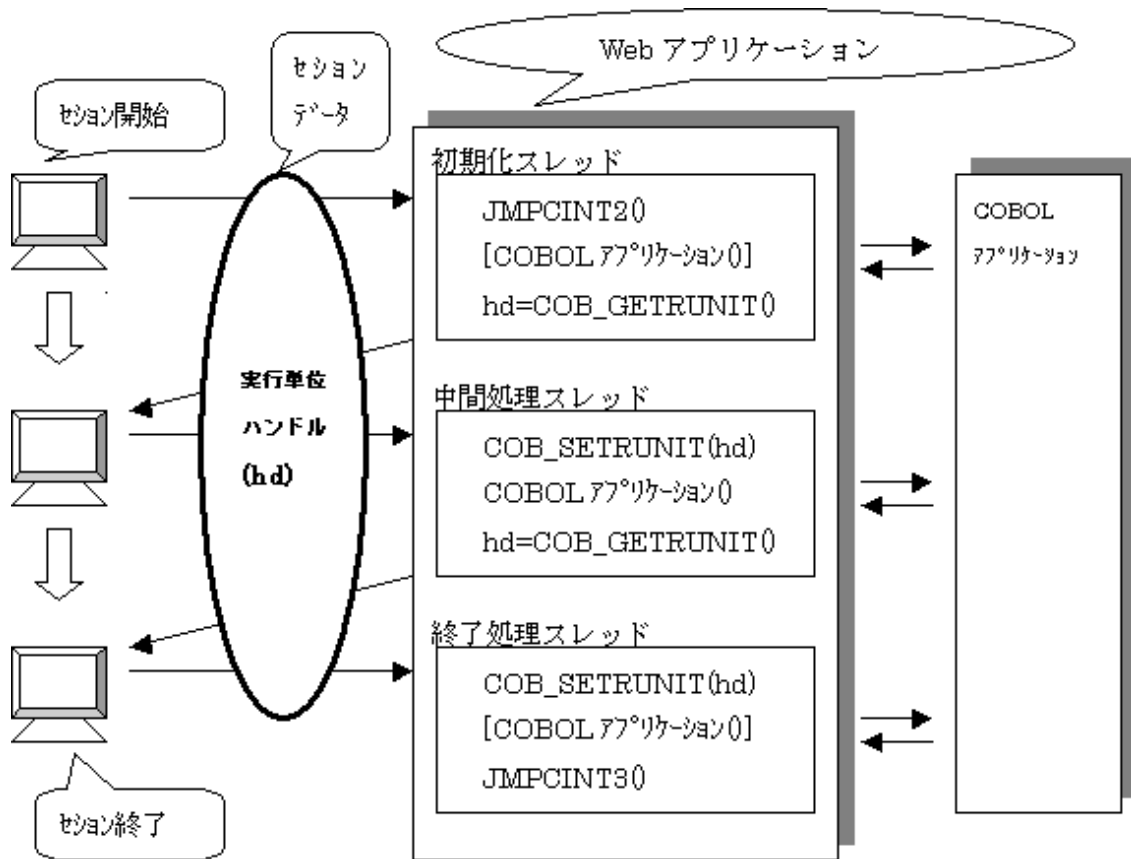 Web アプリケーション
セション
データ
セション開始
初期化スレッド
JMPCINT2()
[COBOL アプリケーション()]
hd=COB_GETRUNIT()
COBOL
アプリケーション
実行単位
ハンドル
(hd)
中間処理スレッド
COB_SETRUNIT(hd)
COBOL アプリケーション()
hd=COB_GETRUNIT()
終了処理スレッド
COB_SETRUNIT(hd)
[COBOL アプリケーション()]
JMPCINT3()
セション終了